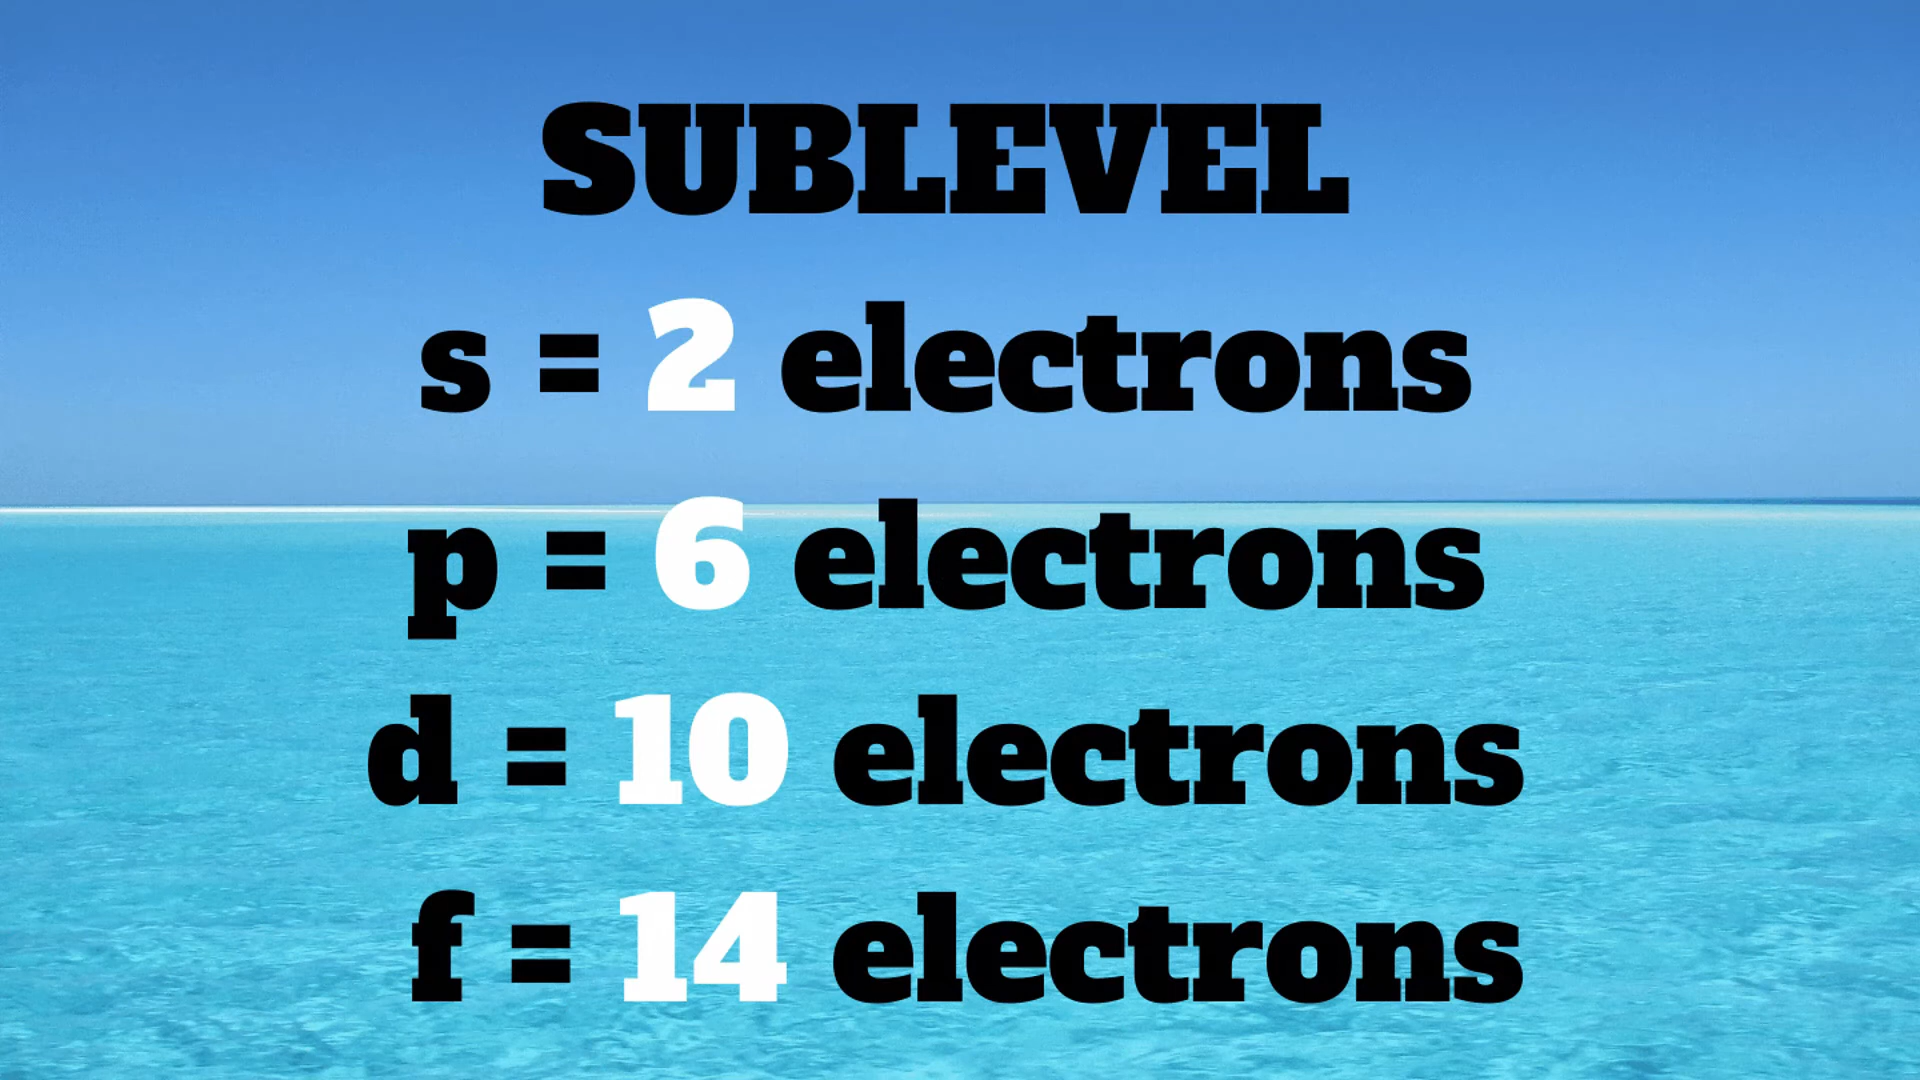 SUBLEVEL
s = 2 electrons
p = 6 electrons
d = 10 electrons
f = 14 electrons